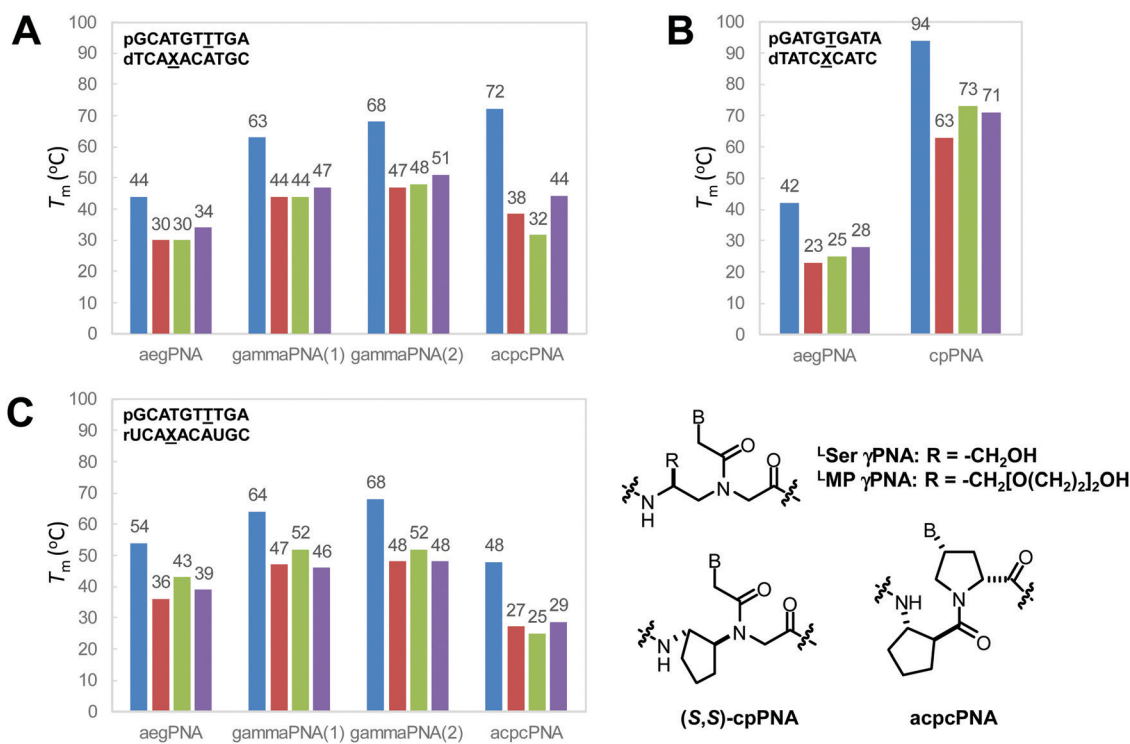 A
pGCATGTTTGA
dTCAXACATGC
Tm (oC)
100
90
80
70
60
50
40
30
20
10
0
44 30 30 34
63 44 44 47
68 47 48 51
72 38 32 44
aegPNA gammaPNA(1) gammaPNA(2) acpcPNA
B
pGATGTGATA
dTATCXCATC
Tm (oC)
100
90
80
70
60
50
40
30
20
10
0
42 23 25 28
94 63 73 71
aegPNA cpPNA
C
pGCATGTTTGA
rUCAXACAUGC
Tm (oC)
100
90
80
70
60
50
40
30
20
10
0
54 36 43 39
64 47 52 46
68 48 52 48
48 27 25 29
aegPNA gammaPNA(1) gammaPNA(2) acpcPNA
B
R O O
N N
H
LSer γPNA: R = -CH2OH
LMP γPNA: R = -CH2[O(CH2)2]2OH
B
O O
N N
H
(S,S)-cpPNA
B
O
NH N
O
acpcPNA